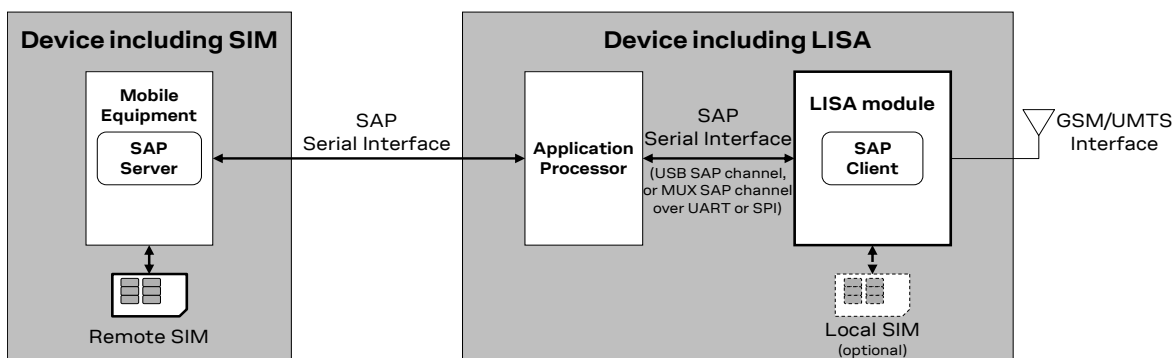 Device including SIM
Mobile
Equipment
SAP
Server
Remote SIM
SAP
Serial Interface
Device including LISA
Application
Processor
SAP
Serial Interface
(USB SAP channel,
or MUX SAP channel
over UART or SPI)
LISA module
SAP
Client
Local SIM
(optional)
GSM/UMTS
Interface